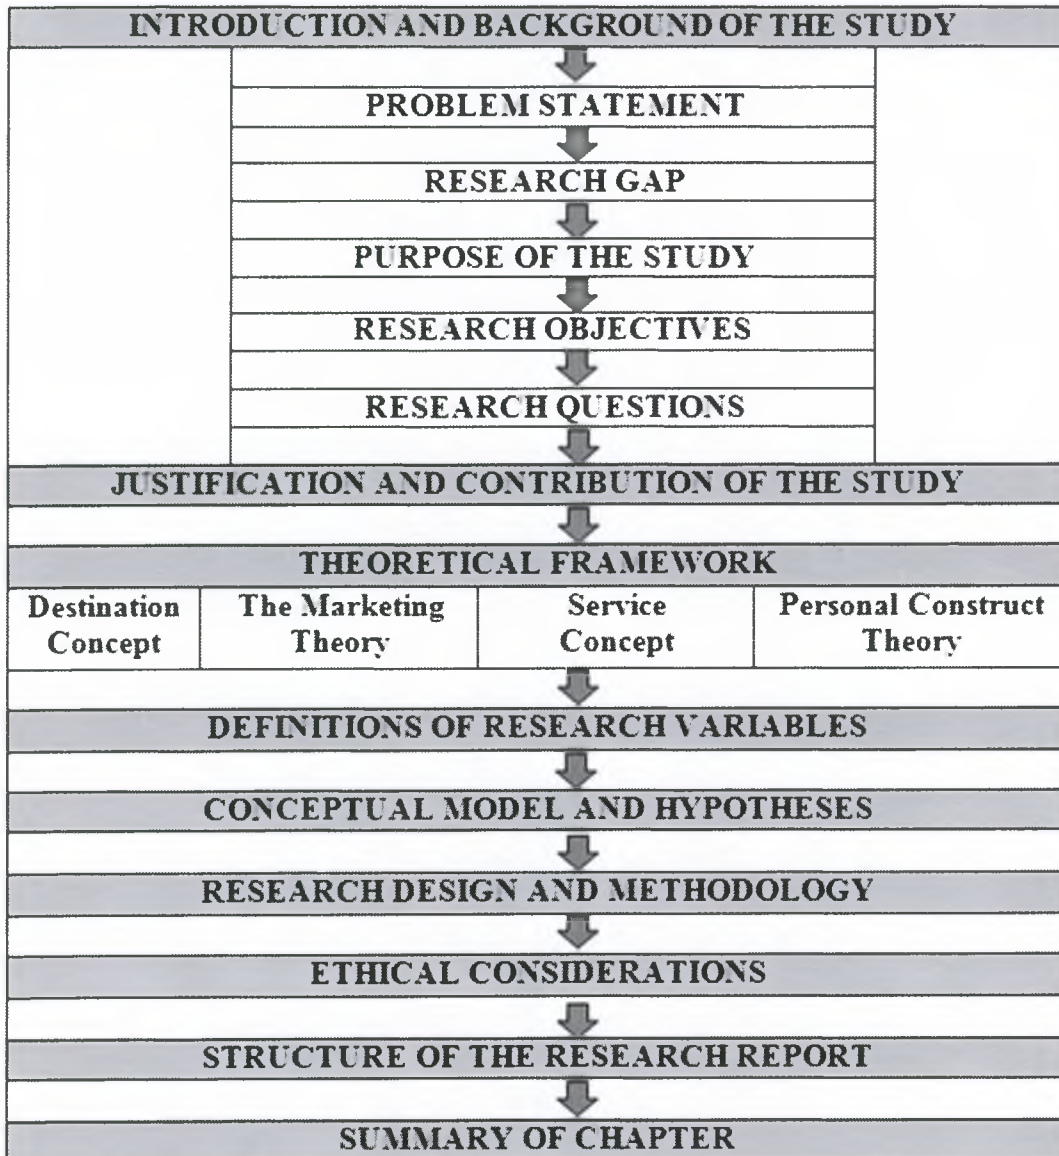 INTRODUCTION AND BACKGROUND OF THE STUDY
PROBLEM STATEMENT
RESEARCH GAP
PURPOSE OF THE STUDY
RESEARCH OBJECTIVES
RESEARCH QUESTIONS
JUSTIFICATION AND CONTRIBUTION OF THE STUDY
THEORETICAL FRAMEWORK
Destination
Concept
The Marketing
Theory
Service
Concept
Personal Construct
Theory
DEFINITIONS OF RESEARCH VARIABLES
CONCEPTUAL MODEL AND HYPOTHESES
RESEARCH DESIGN AND METHODOLOGY
ETHICAL CONSIDERATIONS
STRUCTURE OF THE RESEARCH REPORT
SUMMARY OF CHAPTER